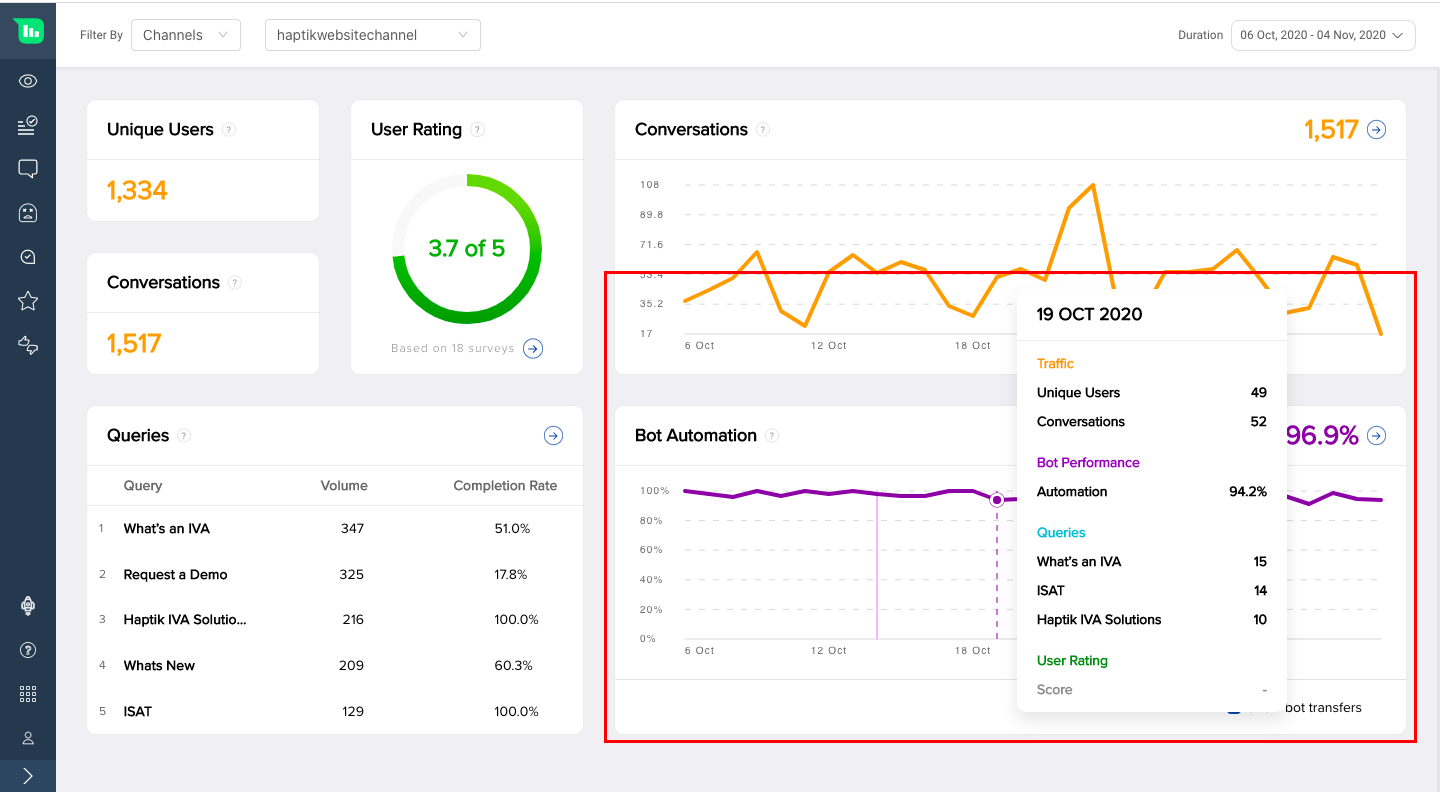 Filter By Channels haptikwebsitechannel Duration 06 Oct, 2020 - 04 Nov, 2020
Unique Users ?
1,334
Conversations ?
1,517
User Rating ?
3.7 of 5
Based on 18 surveys
Conversations ? 1,517
108
89.8
71.6
53.4
35.2
17
6 Oct 12 Oct 18 Oct
Queries ?
Query Volume Completion Rate
1 What's an IVA 347 51.0%
2 Request a Demo 325 17.8%
3 Haptik IVA Solutio... 216 100.0%
4 Whats New 209 60.3%
5 ISAT 129 100.0%
Bot Automation ? 96.9%
100%
80%
60%
40%
20%
0%
6 Oct 12 Oct 18 Oct
bot transfers
19 OCT 2020
Traffic
Unique Users 49
Conversations 52
Bot Performance
Automation 94.2%
Queries
What's an IVA 15
ISAT 14
Haptik IVA Solutions 10
User Rating
Score -